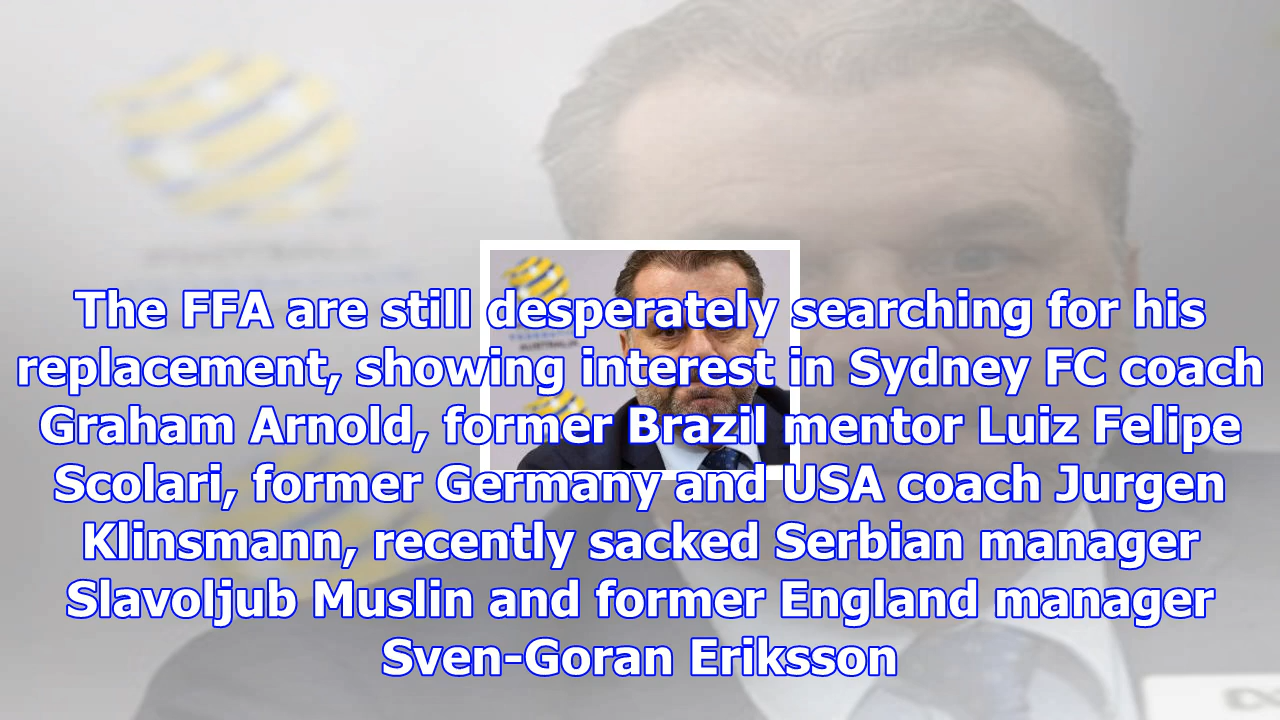 The FFA are still desperately searching for his
replacement, showing interest in Sydney FC coach
Graham Arnold, former Brazil mentor Luiz Felipe
Scolari, former Germany and USA coach Jurgen
Klinsmann, recently sacked Serbian manager
Slavoljub Muslin and former England manager
Sven-Goran Eriksson
AUSTRALIA